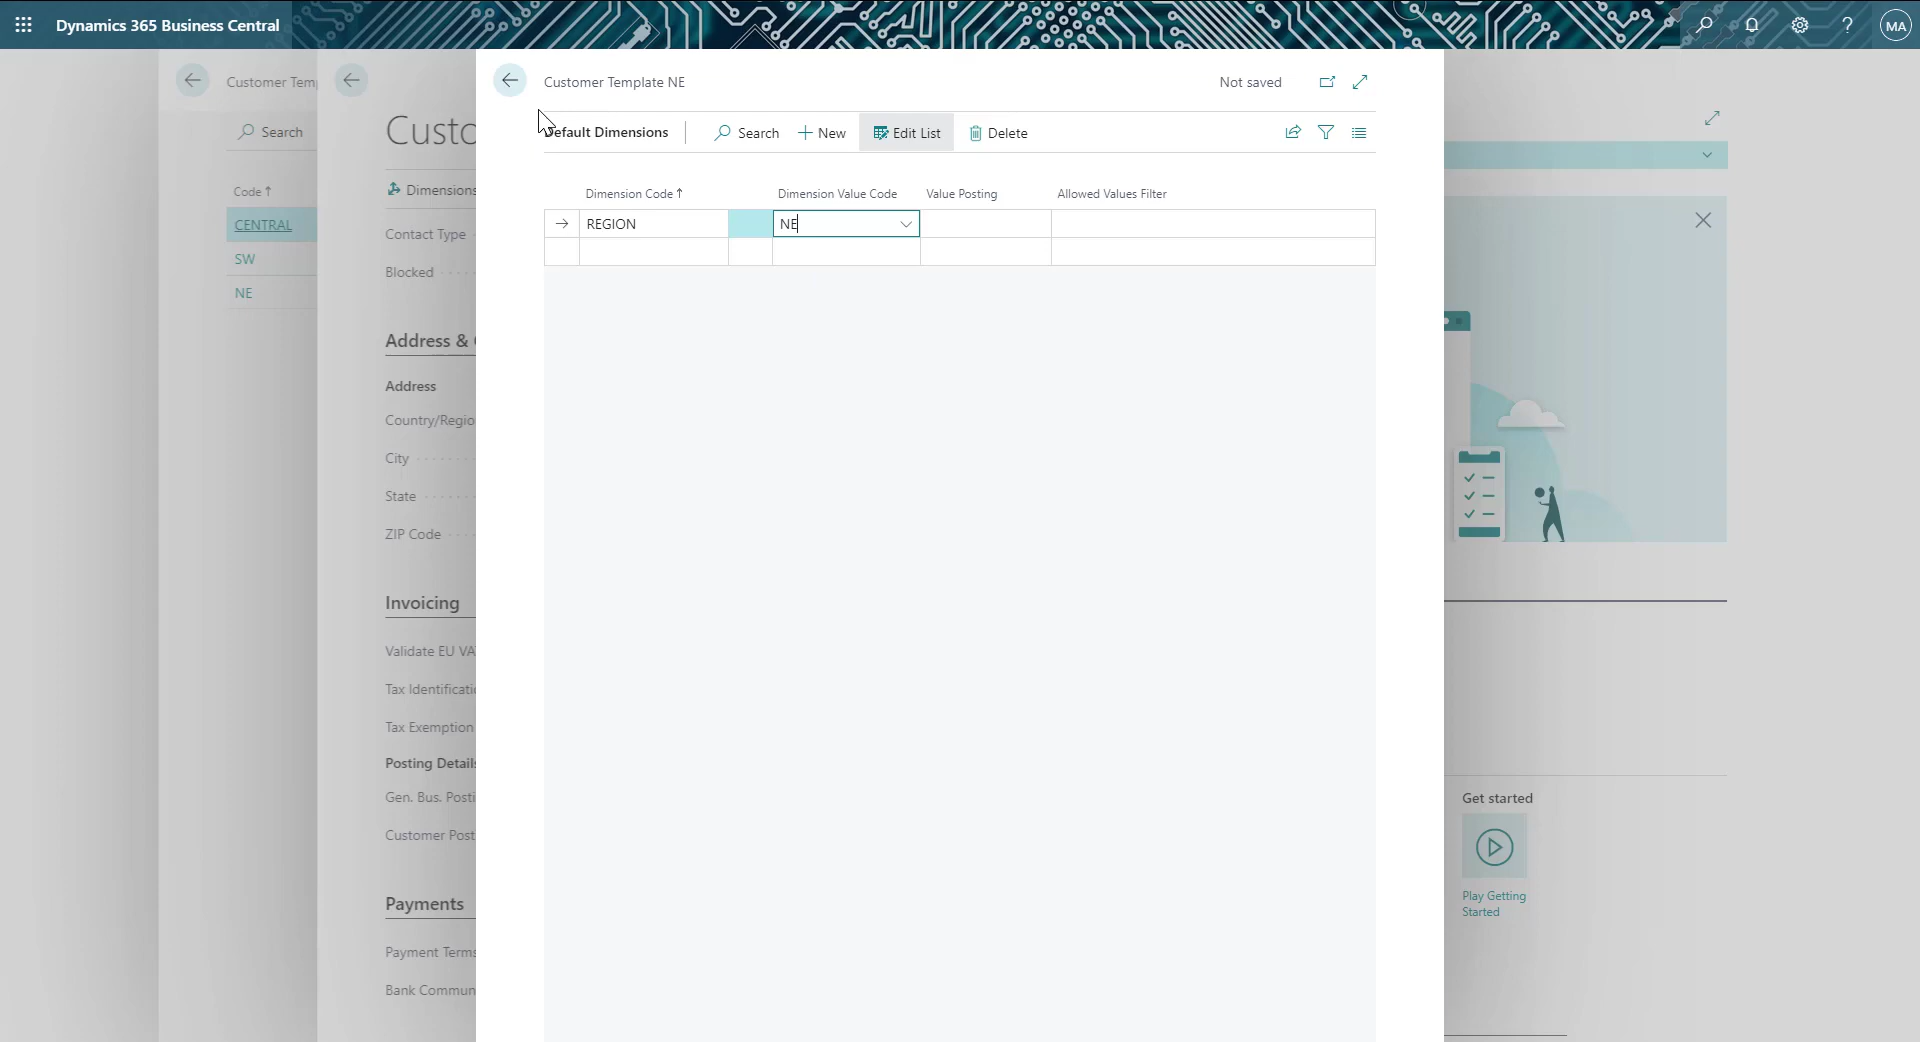 Dynamics 365 Business Central
MA
Customer Temp
Search
Code ↑
CENTRAL
SW
NE
Custo
Dimensions
Contact Type
Blocked
Address &
Address
Country/Regio
City
State
ZIP Code
Invoicing
Validate EU VA
Tax Identificati
Tax Exemption
Posting Details
Gen. Bus. Posti
Customer Post
Payments
Payment Terms
Bank Commun
Customer Template NE
Not saved
Default Dimensions
Search
New
Edit List
Delete
Dimension Code ↑
Dimension Value Code
Value Posting
Allowed Values Filter
REGION
NE
Get started
Play Getting
Started